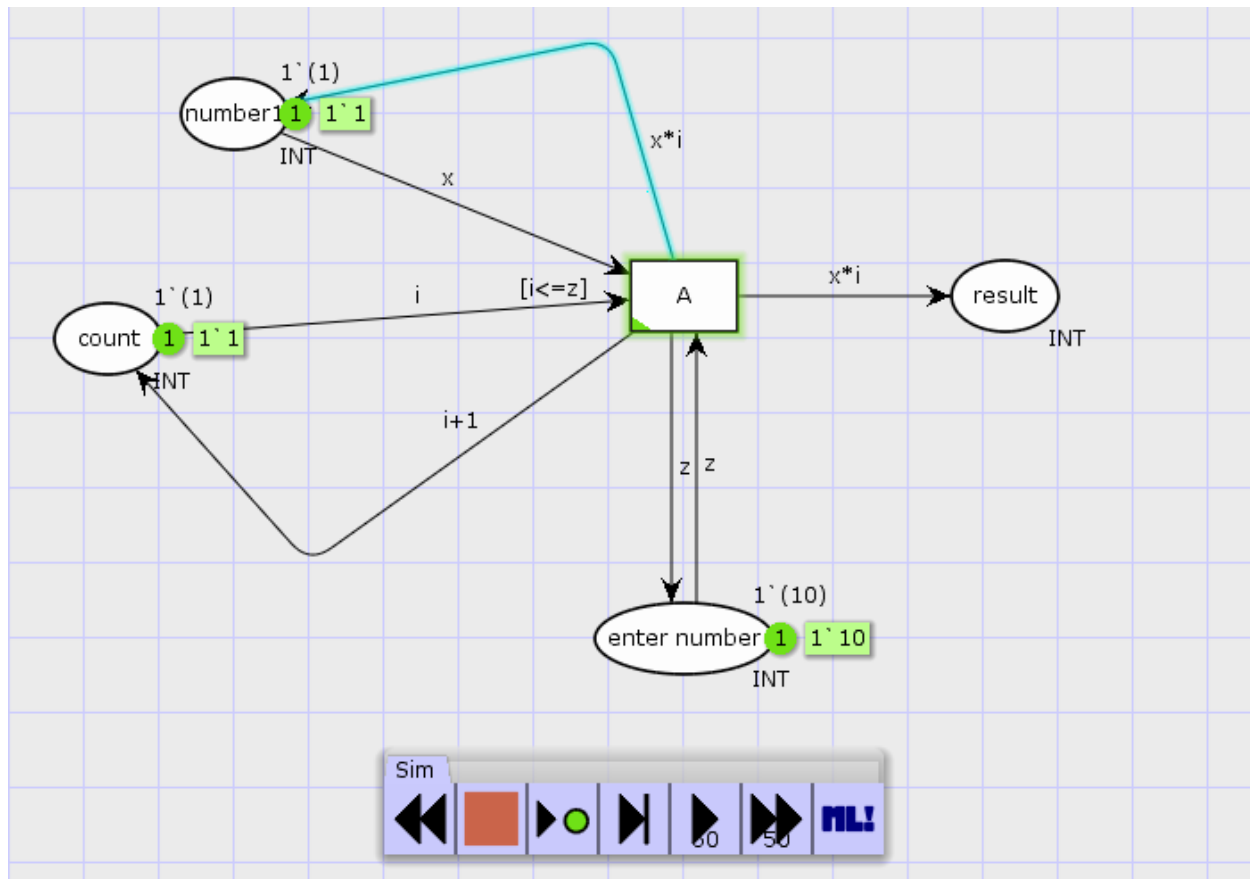 1`(1)
number1
1
1`1
INT
x*i
x
1`(1)
count
1
1`1
INT
i
[i<=z]
A
x*i
result
INT
i+1
z
z
1`(10)
enter number
1
1`10
INT
Sim
50
ML!